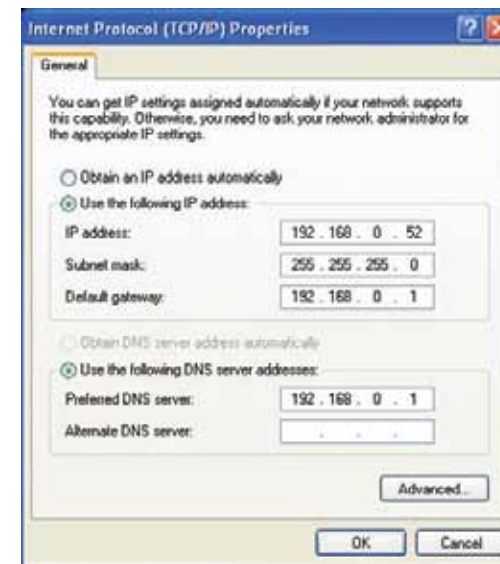 Internet Protocol (TCP/IP) Properties
General
You can get IP settings assigned automatically if your network supports
this capability. Otherwise, you need to ask your network administrator for
the appropriate IP settings.
Obtain an IP address automatically
Use the following IP address:
IP address: 192 . 168 . 0 . 52
Subnet mask: 255 . 255 . 255 . 0
Default gateway: 192 . 168 . 0 . 1
Obtain DNS server address automatically
Use the following DNS server addresses:
Preferred DNS server: 192 . 168 . 0 . 1
Alternate DNS server: . . .
Advanced...
OK Cancel